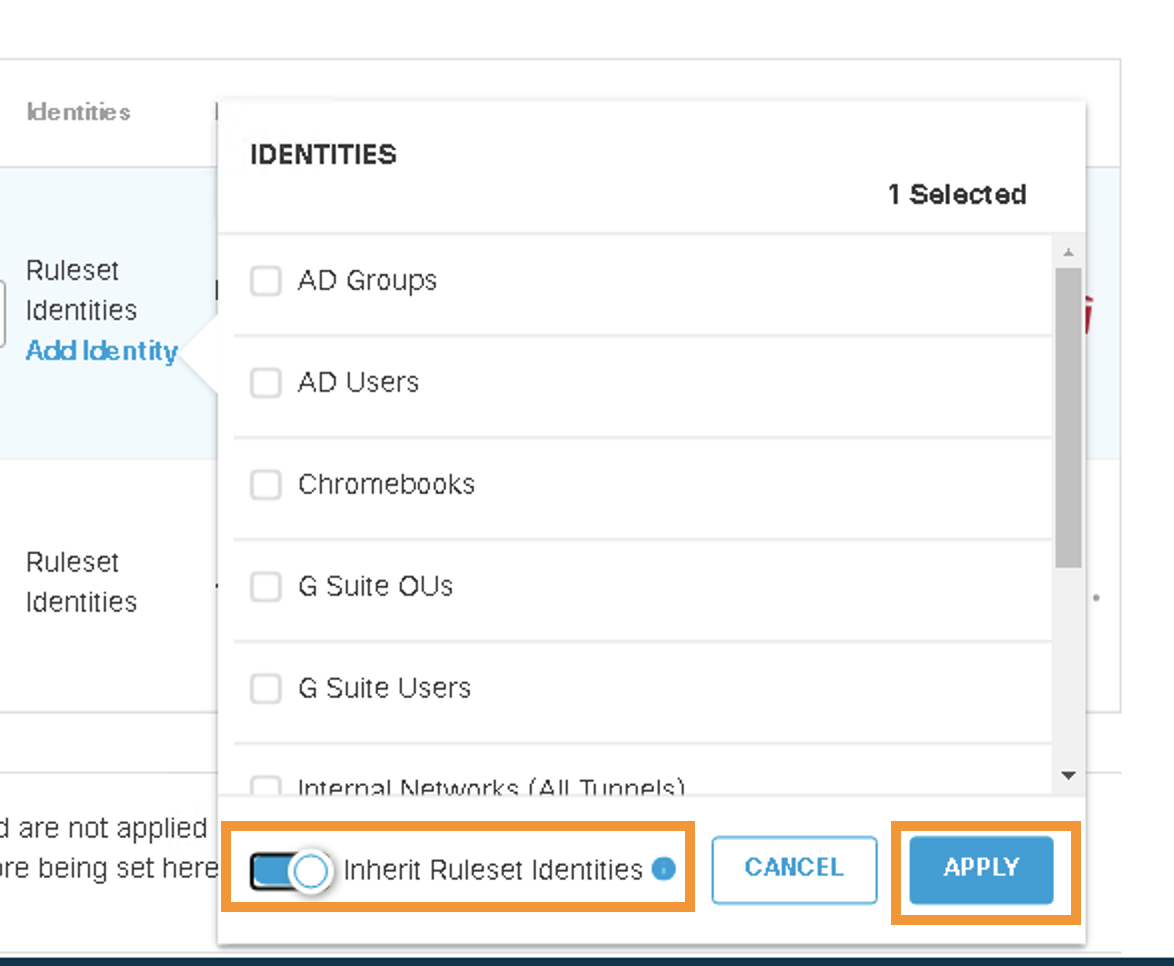 Identities
IDENTITIES
1 Selected
Ruleset
Identities
Add Identity
AD Groups
AD Users
Chromebooks
G Suite OUs
Ruleset
Identities
G Suite Users
Internal Networks (All Tunnels)
are not applied
being set here
Inherit Ruleset Identities
CANCEL
APPLY